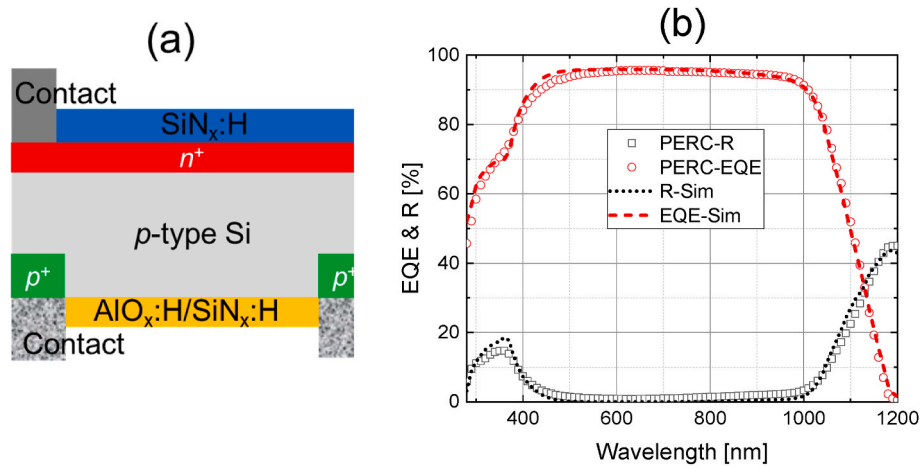 (a)
Contact
SiNₓ:H
n⁺
p-type Si
p⁺
p⁺
AlOₓ:H/SiNₓ:H
Contact
(b)
100
80
60
40
20
0
EQE & R [%]
PERC-R
PERC-EQE
R-Sim
EQE-Sim
400
600
800
1000
1200
Wavelength [nm]